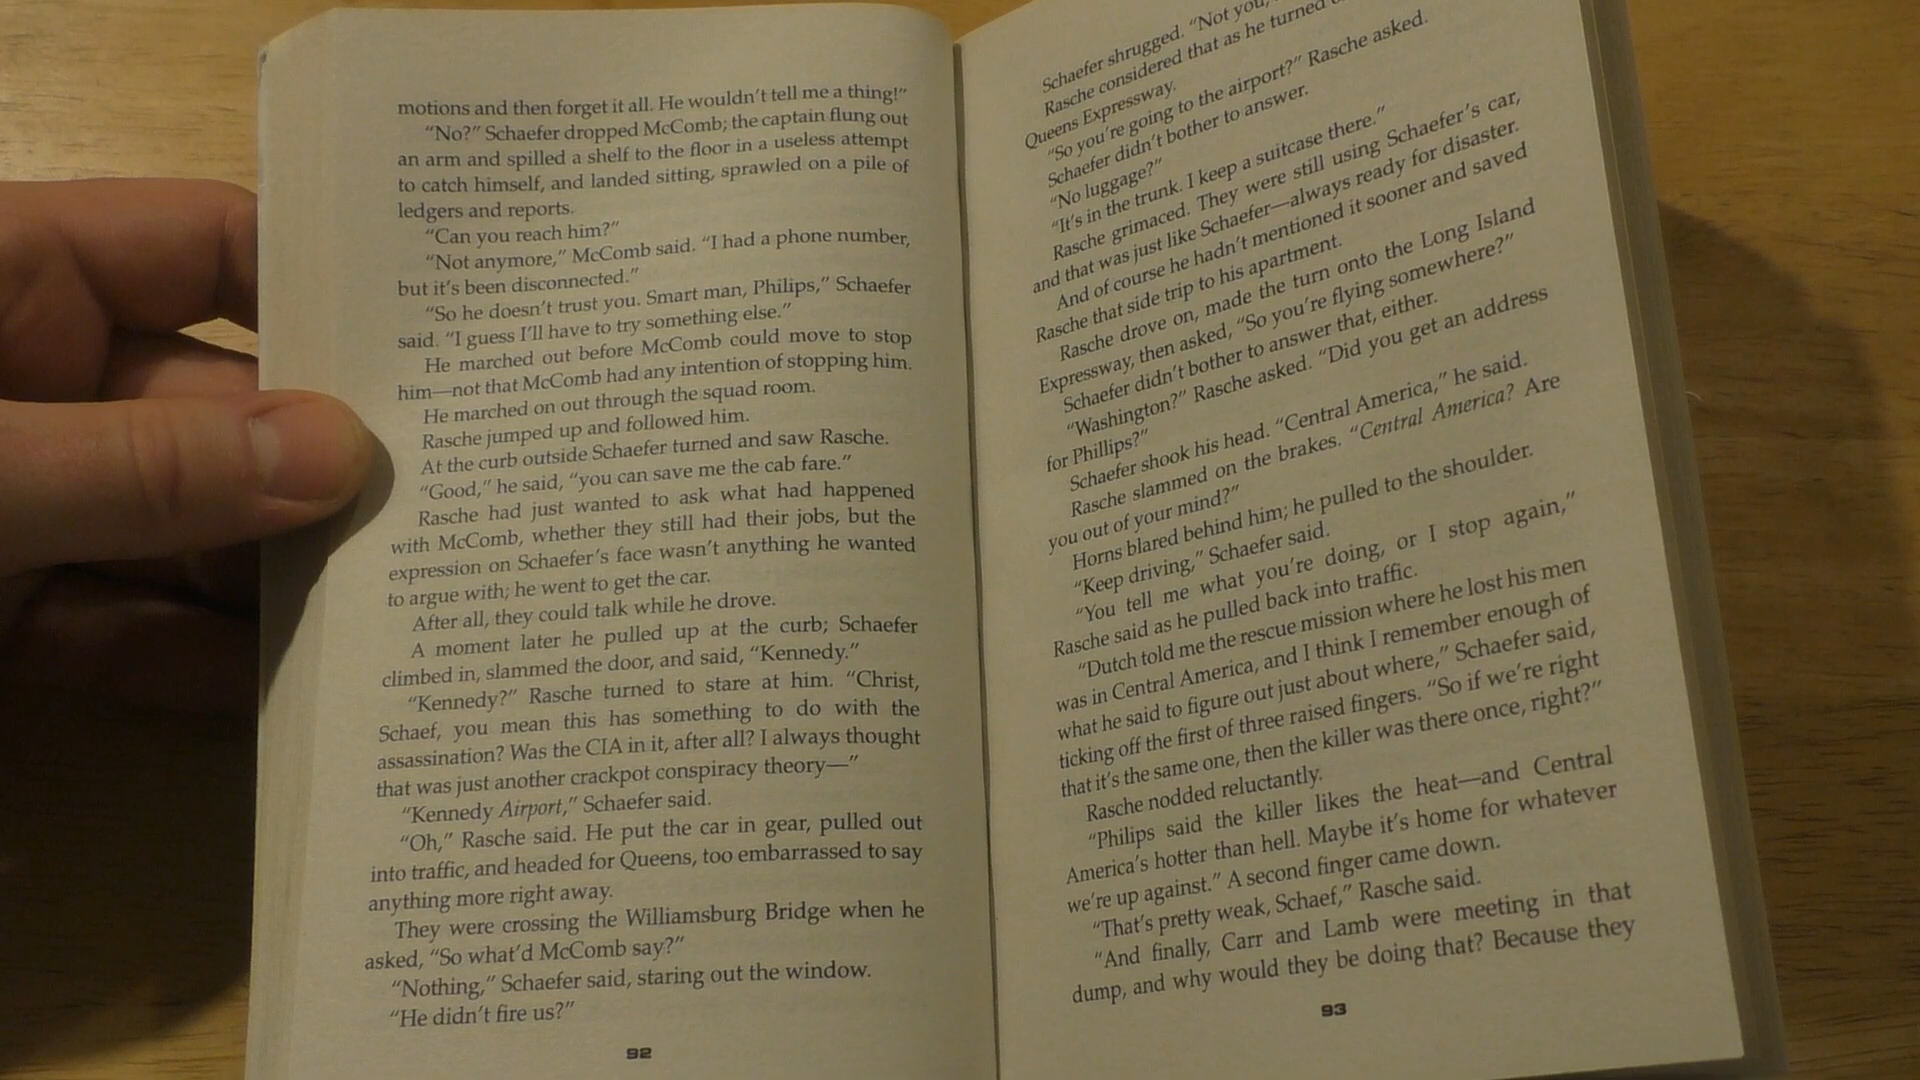 motions and then forget it all. He wouldn't tell me a thing!"
"No?" Schaefer dropped McComb; the captain flung out
an arm and spilled a shelf to the floor in a useless attempt
to catch himself, and landed sitting, sprawled on a pile of
ledgers and reports.
"Can you reach him?"
"Not anymore," McComb said. "I had a phone number,
but it's been disconnected."
"So he doesn't trust you. Smart man, Philips," Schaefer
said. "I guess I'll have to try something else."
He marched out before McComb could move to stop
him—not that McComb had any intention of stopping him.
He marched on out through the squad room.
Rasche jumped up and followed him.
At the curb outside Schaefer turned and saw Rasche.
"Good," he said, "you can save me the cab fare."
Rasche had just wanted to ask what had happened
with McComb, whether they still had their jobs, but the
expression on Schaefer's face wasn't anything he wanted
to argue with; he went to get the car.
After all, they could talk while he drove.
A moment later he pulled up at the curb; Schaefer
climbed in, slammed the door, and said, "Kennedy."
"Kennedy?" Rasche turned to stare at him. "Christ,
Schaef, you mean this has something to do with the
assassination? Was the CIA in it, after all? I always thought
that was just another crackpot conspiracy theory—"
"Kennedy Airport," Schaefer said.
"Oh," Rasche said. He put the car in gear, pulled out
into traffic, and headed for Queens, too embarrassed to say
anything more right away.
They were crossing the Williamsburg Bridge when he
asked, "So what'd McComb say?"
"Nothing," Schaefer said, staring out the window.
"He didn't fire us?"
92
Schaefer shrugged. "Not you,
Rasche considered that as he turned
Queens Expressway.
"So you're going to the airport?" Rasche asked.
Schaefer didn't bother to answer.
"No luggage?"
"It's in the trunk. I keep a suitcase there."
Rasche grimaced. They were still using Schaefer's car,
and that was just like Schaefer—always ready for disaster.
And of course he hadn't mentioned it sooner and saved
Rasche that side trip to his apartment.
Rasche drove on, made the turn onto the Long Island
Expressway, then asked, "So you're flying somewhere?"
Schaefer didn't bother to answer that, either.
"Washington?" Rasche asked. "Did you get an address
for Phillips?"
Schaefer shook his head. "Central America," he said.
Rasche slammed on the brakes. "Central America? Are
you out of your mind?"
Horns blared behind him; he pulled to the shoulder.
"Keep driving," Schaefer said.
"You tell me what you're doing, or I stop again,"
Rasche said as he pulled back into traffic.
"Dutch told me the rescue mission where he lost his men
was in Central America, and I think I remember enough of
what he said to figure out just about where," Schaefer said,
ticking off the first of three raised fingers. "So if we're right
that it's the same one, then the killer was there once, right?"
Rasche nodded reluctantly.
"Philips said the killer likes the heat—and Central
America's hotter than hell. Maybe it's home for whatever
we're up against." A second finger came down.
"That's pretty weak, Schaef," Rasche said.
"And finally, Carr and Lamb were meeting in that
dump, and why would they be doing that? Because they
93